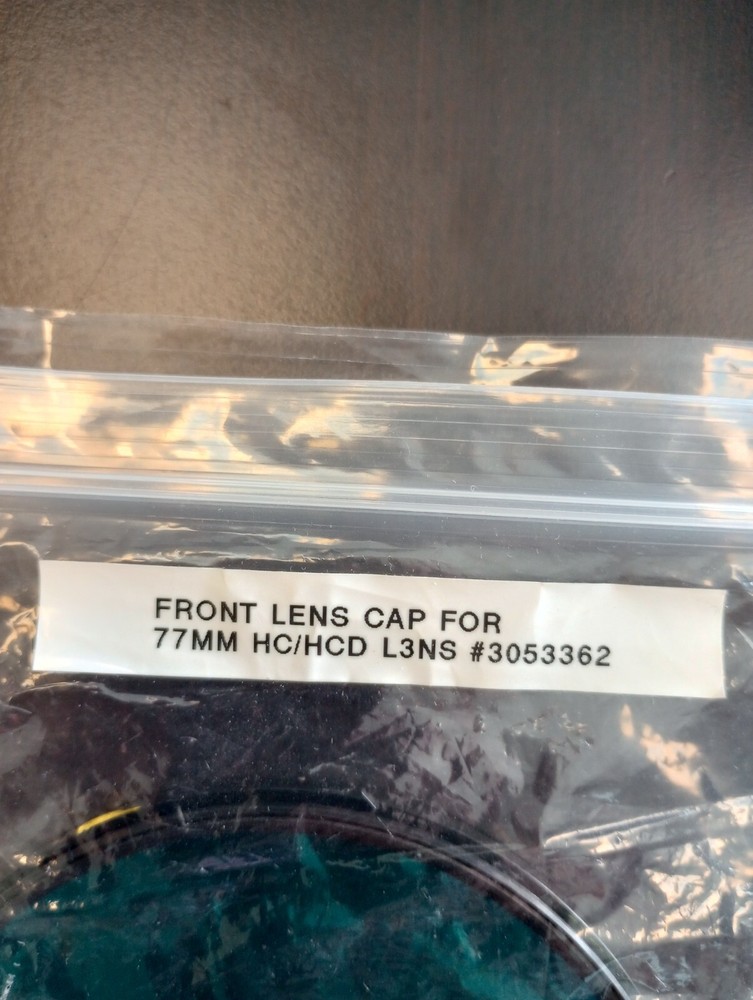 FRONT LENS CAP FOR
77MM HC/HCD L3NS #3053362